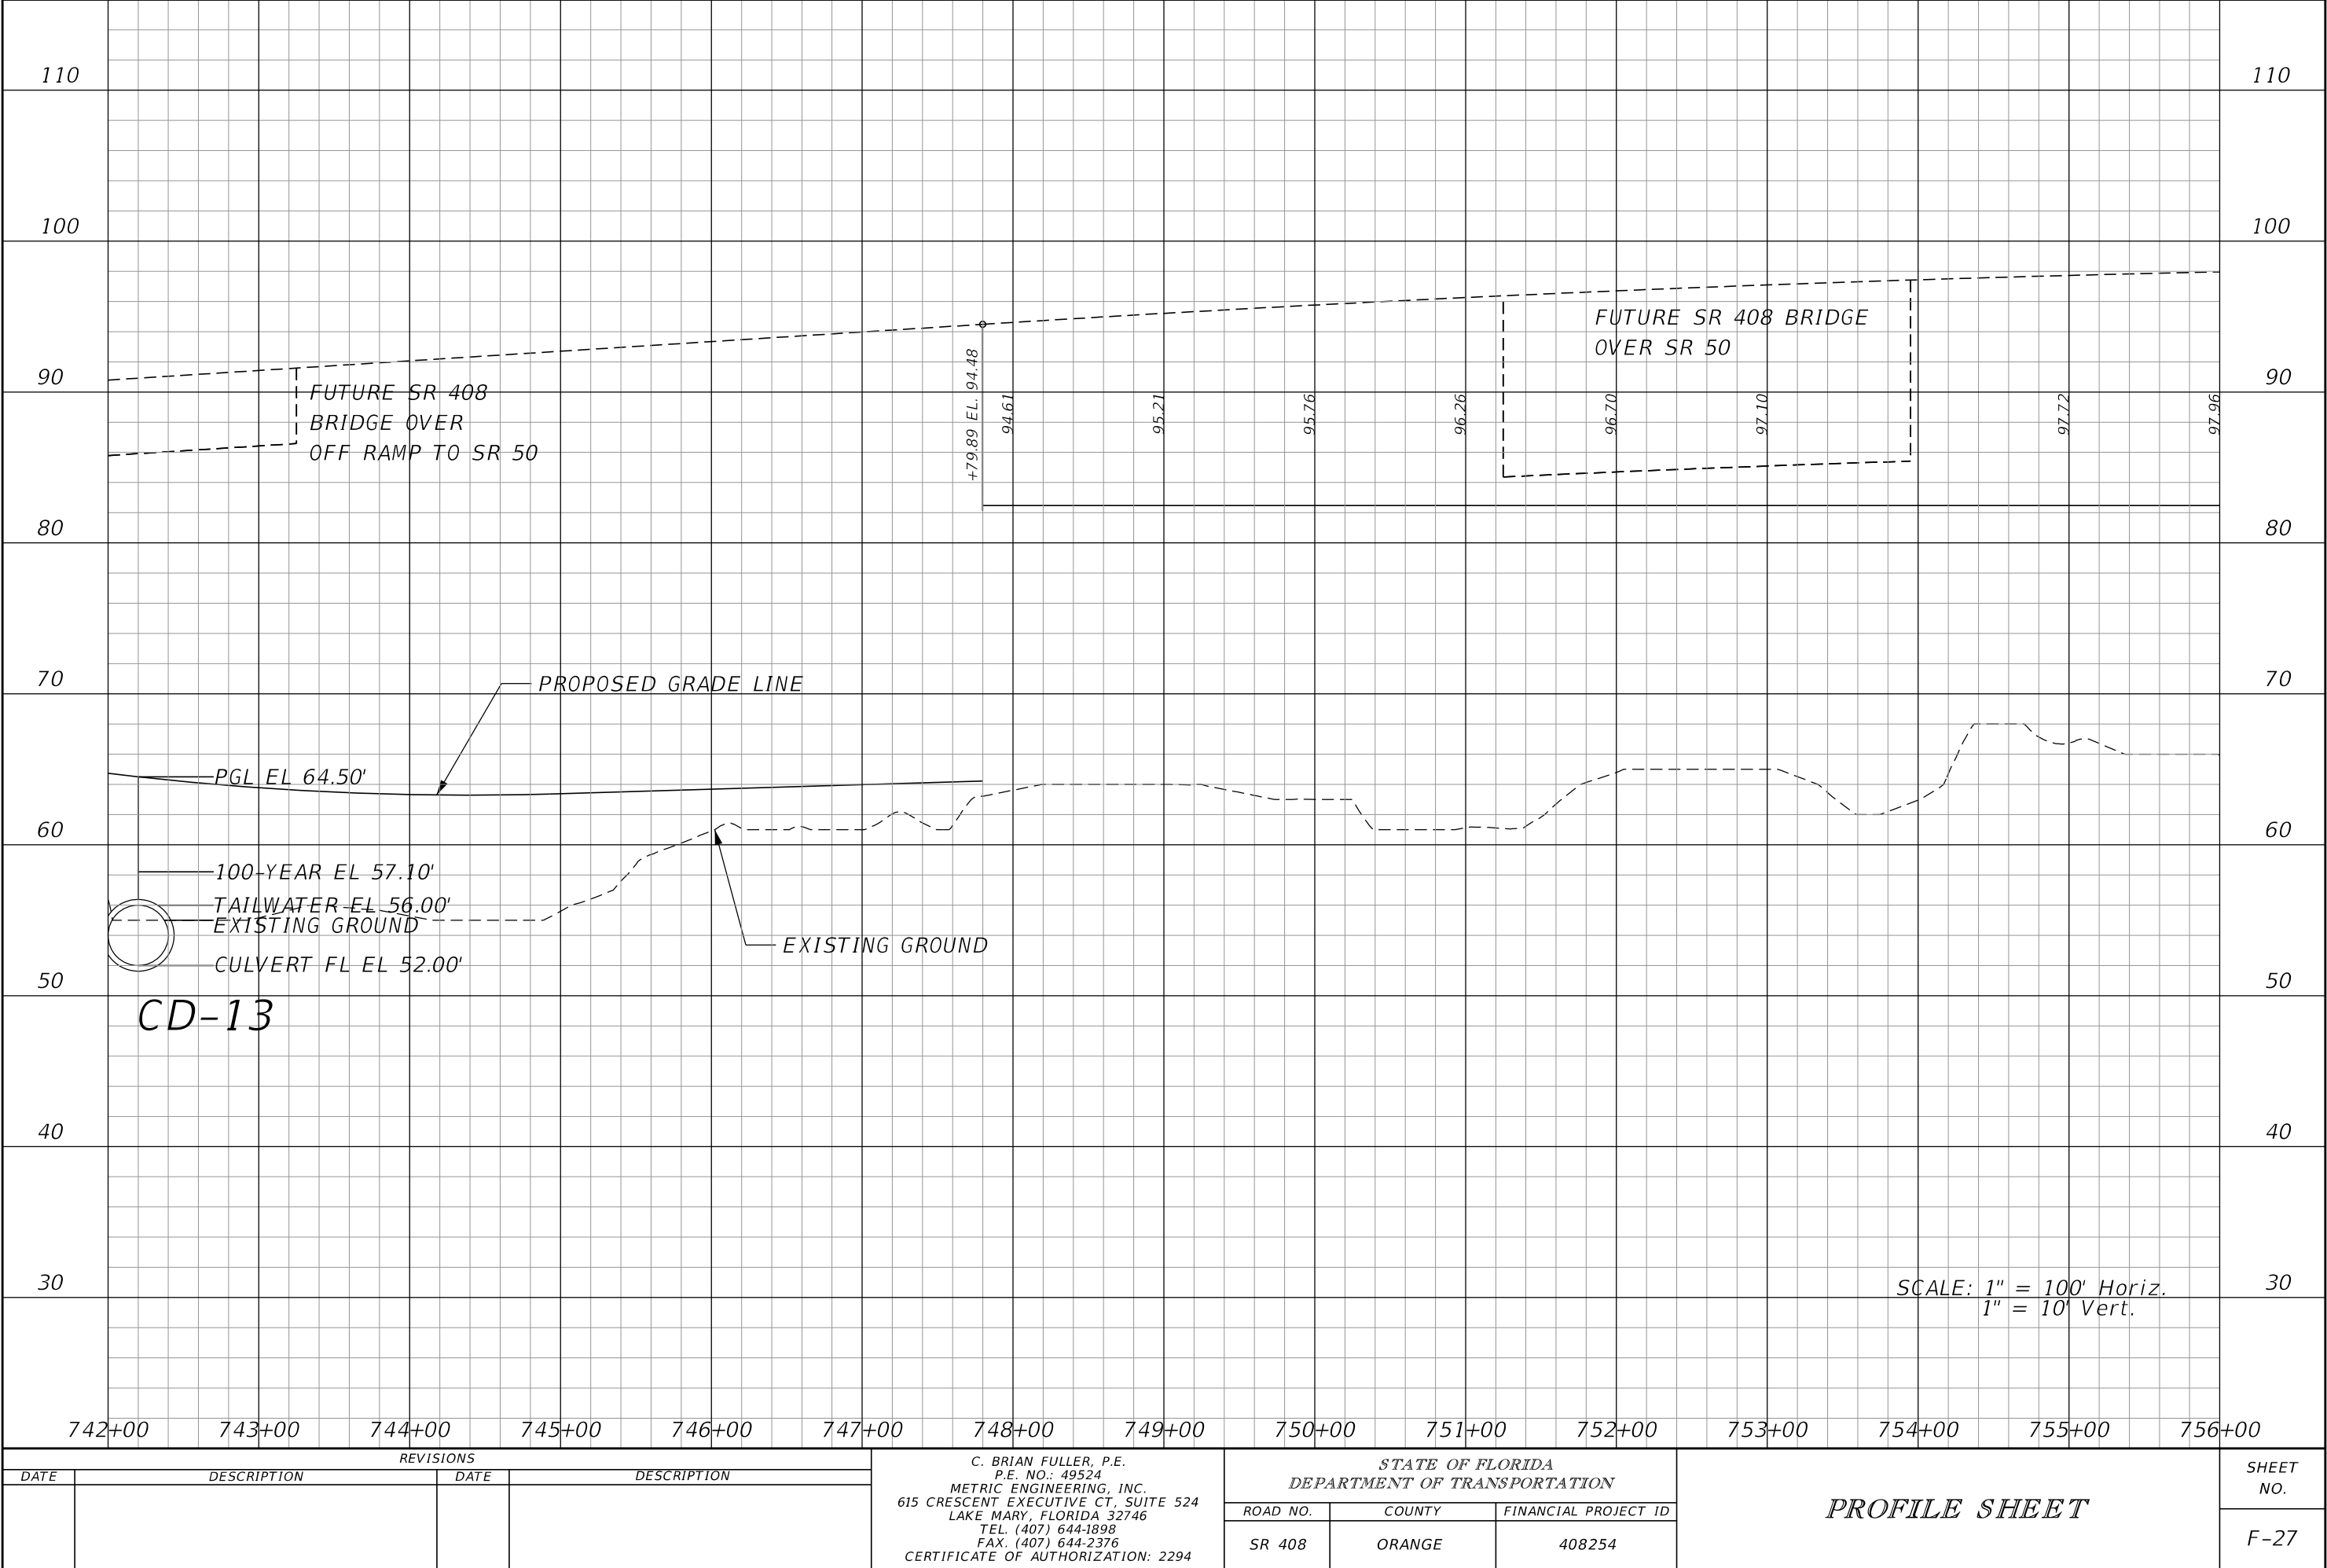 110
110
100
100
FUTURE SR 408 BRIDGE
OVER SR 50
90
90
FUTURE SR 408
BRIDGE OVER
OFF RAMP TO SR 50
+79.89 EL. 94.48
94.61
95.21
95.76
96.26
96.70
97.10
97.72
97.96
80
80
70
70
PROPOSED GRADE LINE
PGL EL 64.50'
60
60
100-YEAR EL 57.10'
TAILWATER EL 56.00'
EXISTING GROUND
EXISTING GROUND
CULVERT FL EL 52.00'
50
50
CD-13
40
40
30
30
SCALE: 1" = 100' Horiz.
1" = 10' Vert.
742+00 743+00 744+00 745+00 746+00 747+00 748+00 749+00 750+00 751+00 752+00 753+00 754+00 755+00 756+00
REVISIONS
DATE DESCRIPTION DATE DESCRIPTION
C. BRIAN FULLER, P.E.
P.E. NO.: 49524
METRIC ENGINEERING, INC.
615 CRESCENT EXECUTIVE CT, SUITE 524
LAKE MARY, FLORIDA 32746
TEL. (407) 644-1898
FAX. (407) 644-2376
CERTIFICATE OF AUTHORIZATION: 2294
STATE OF FLORIDA
DEPARTMENT OF TRANSPORTATION
ROAD NO. COUNTY FINANCIAL PROJECT ID
SR 408 ORANGE 408254
PROFILE SHEET
SHEET
NO.
F-27